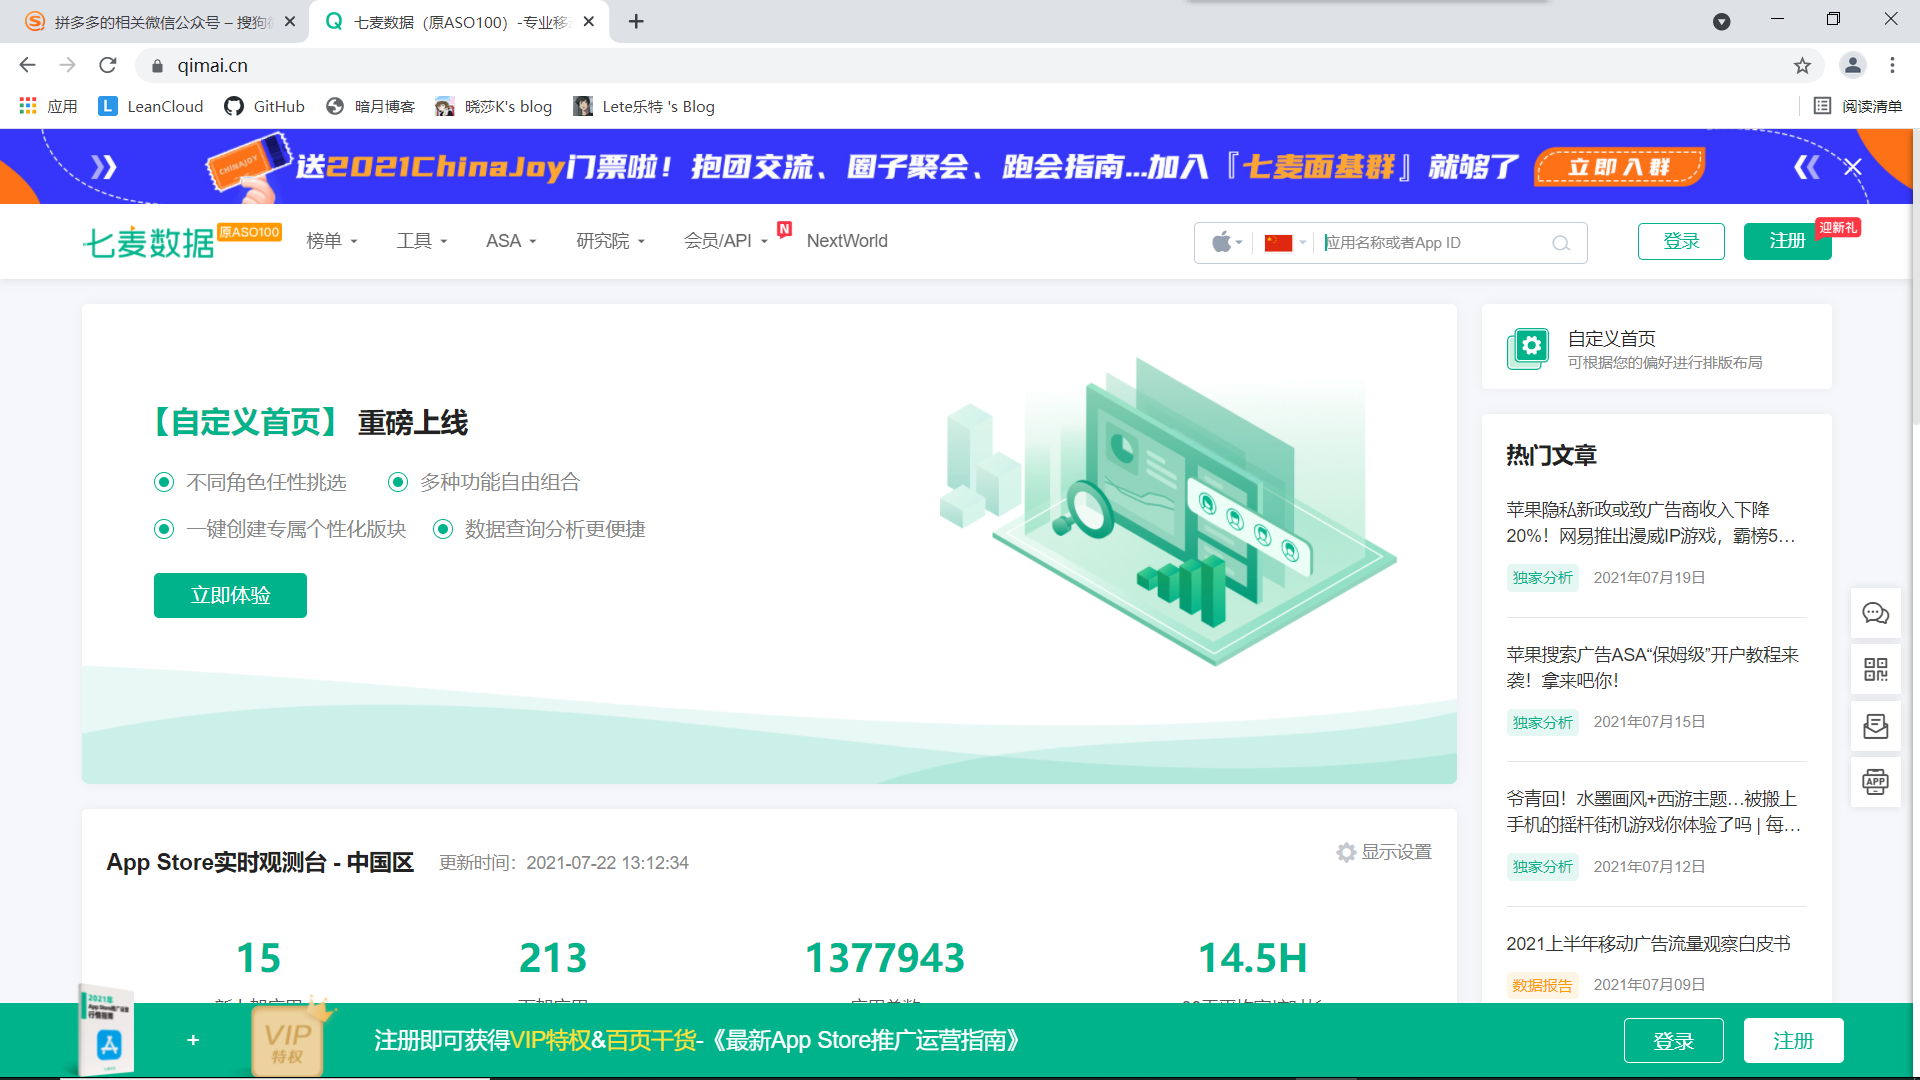 拼多多的相关微信公众号 – 搜狗
七麦数据（原ASO100）-专业移
qimai.cn
应用
LeanCloud
GitHub
暗月博客
晓莎K's blog
Lete乐特 's Blog
阅读清单
CHINAJOY
送2021ChinaJoy门票啦！抱团交流、圈子聚会、跑会指南...加入『七麦面基群』就够了
立即入群
七麦数据
原ASO100
榜单
工具
ASA
研究院
会员/API
N
NextWorld
应用名称或者App ID
登录
注册
迎新礼
【自定义首页】 重磅上线
不同角色任性挑选
多种功能自由组合
一键创建专属个性化版块
数据查询分析更便捷
立即体验
自定义首页
可根据您的偏好进行排版布局
热门文章
苹果隐私新政或致广告商收入下降
20%！网易推出漫威IP游戏，霸榜5...
独家分析 2021年07月19日
苹果搜索广告ASA“保姆级”开户教程来
袭！拿来吧你！
独家分析 2021年07月15日
爷青回！水墨画风+西游主题...被搬上
手机的摇杆街机游戏你体验了吗 | 每...
独家分析 2021年07月12日
2021上半年移动广告流量观察白皮书
数据报告 2021年07月09日
APP
App Store实时观测台 - 中国区
更新时间：2021-07-22 13:12:34
显示设置
15
213
1377943
14.5H
2021年
+
VIP
特权
注册即可获得VIP特权&百页干货-《最新App Store推广运营指南》
登录
注册